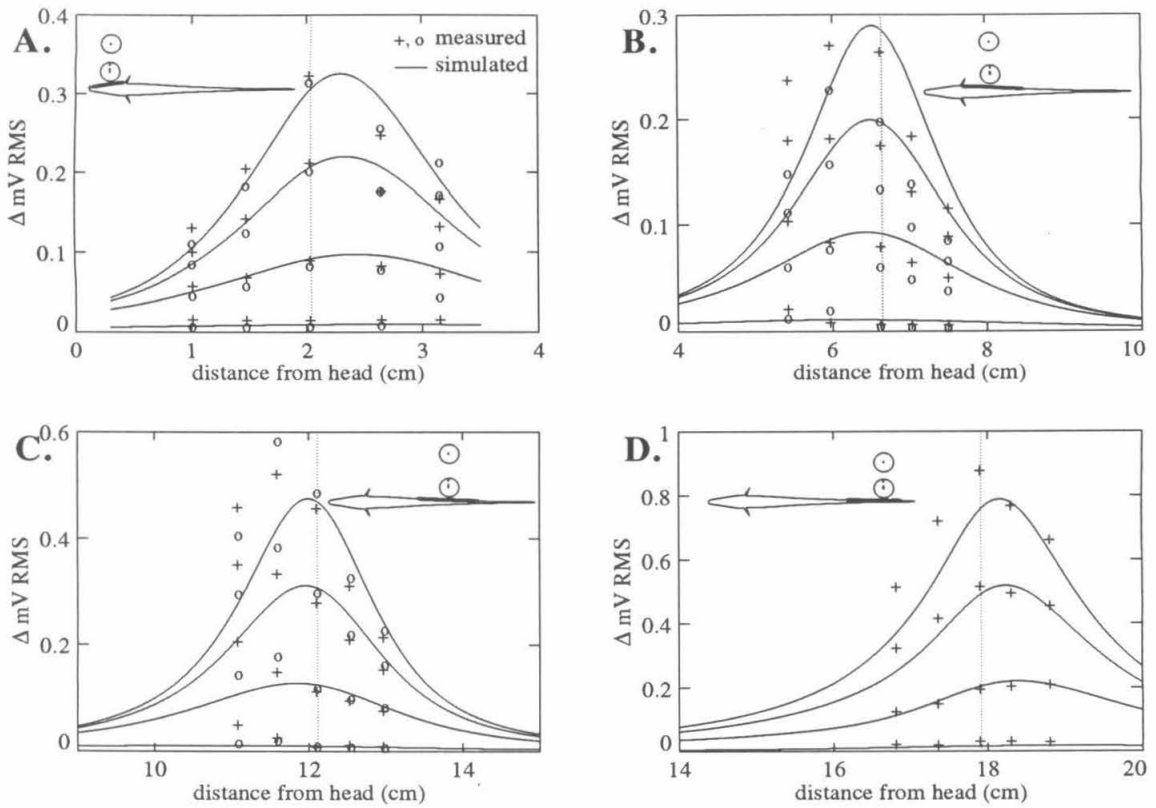 A.
+, o measured
— simulated
Δ mV RMS
0.4
0.3
0.2
0.1
0
0 1 2 3 4
distance from head (cm)
B.
Δ mV RMS
0.3
0.2
0.1
0
4 6 8 10
distance from head (cm)
C.
Δ mV RMS
0.6
0.4
0.2
0
10 12 14
distance from head (cm)
D.
Δ mV RMS
1
0.8
0.6
0.4
0.2
0
14 16 18 20
distance from head (cm)